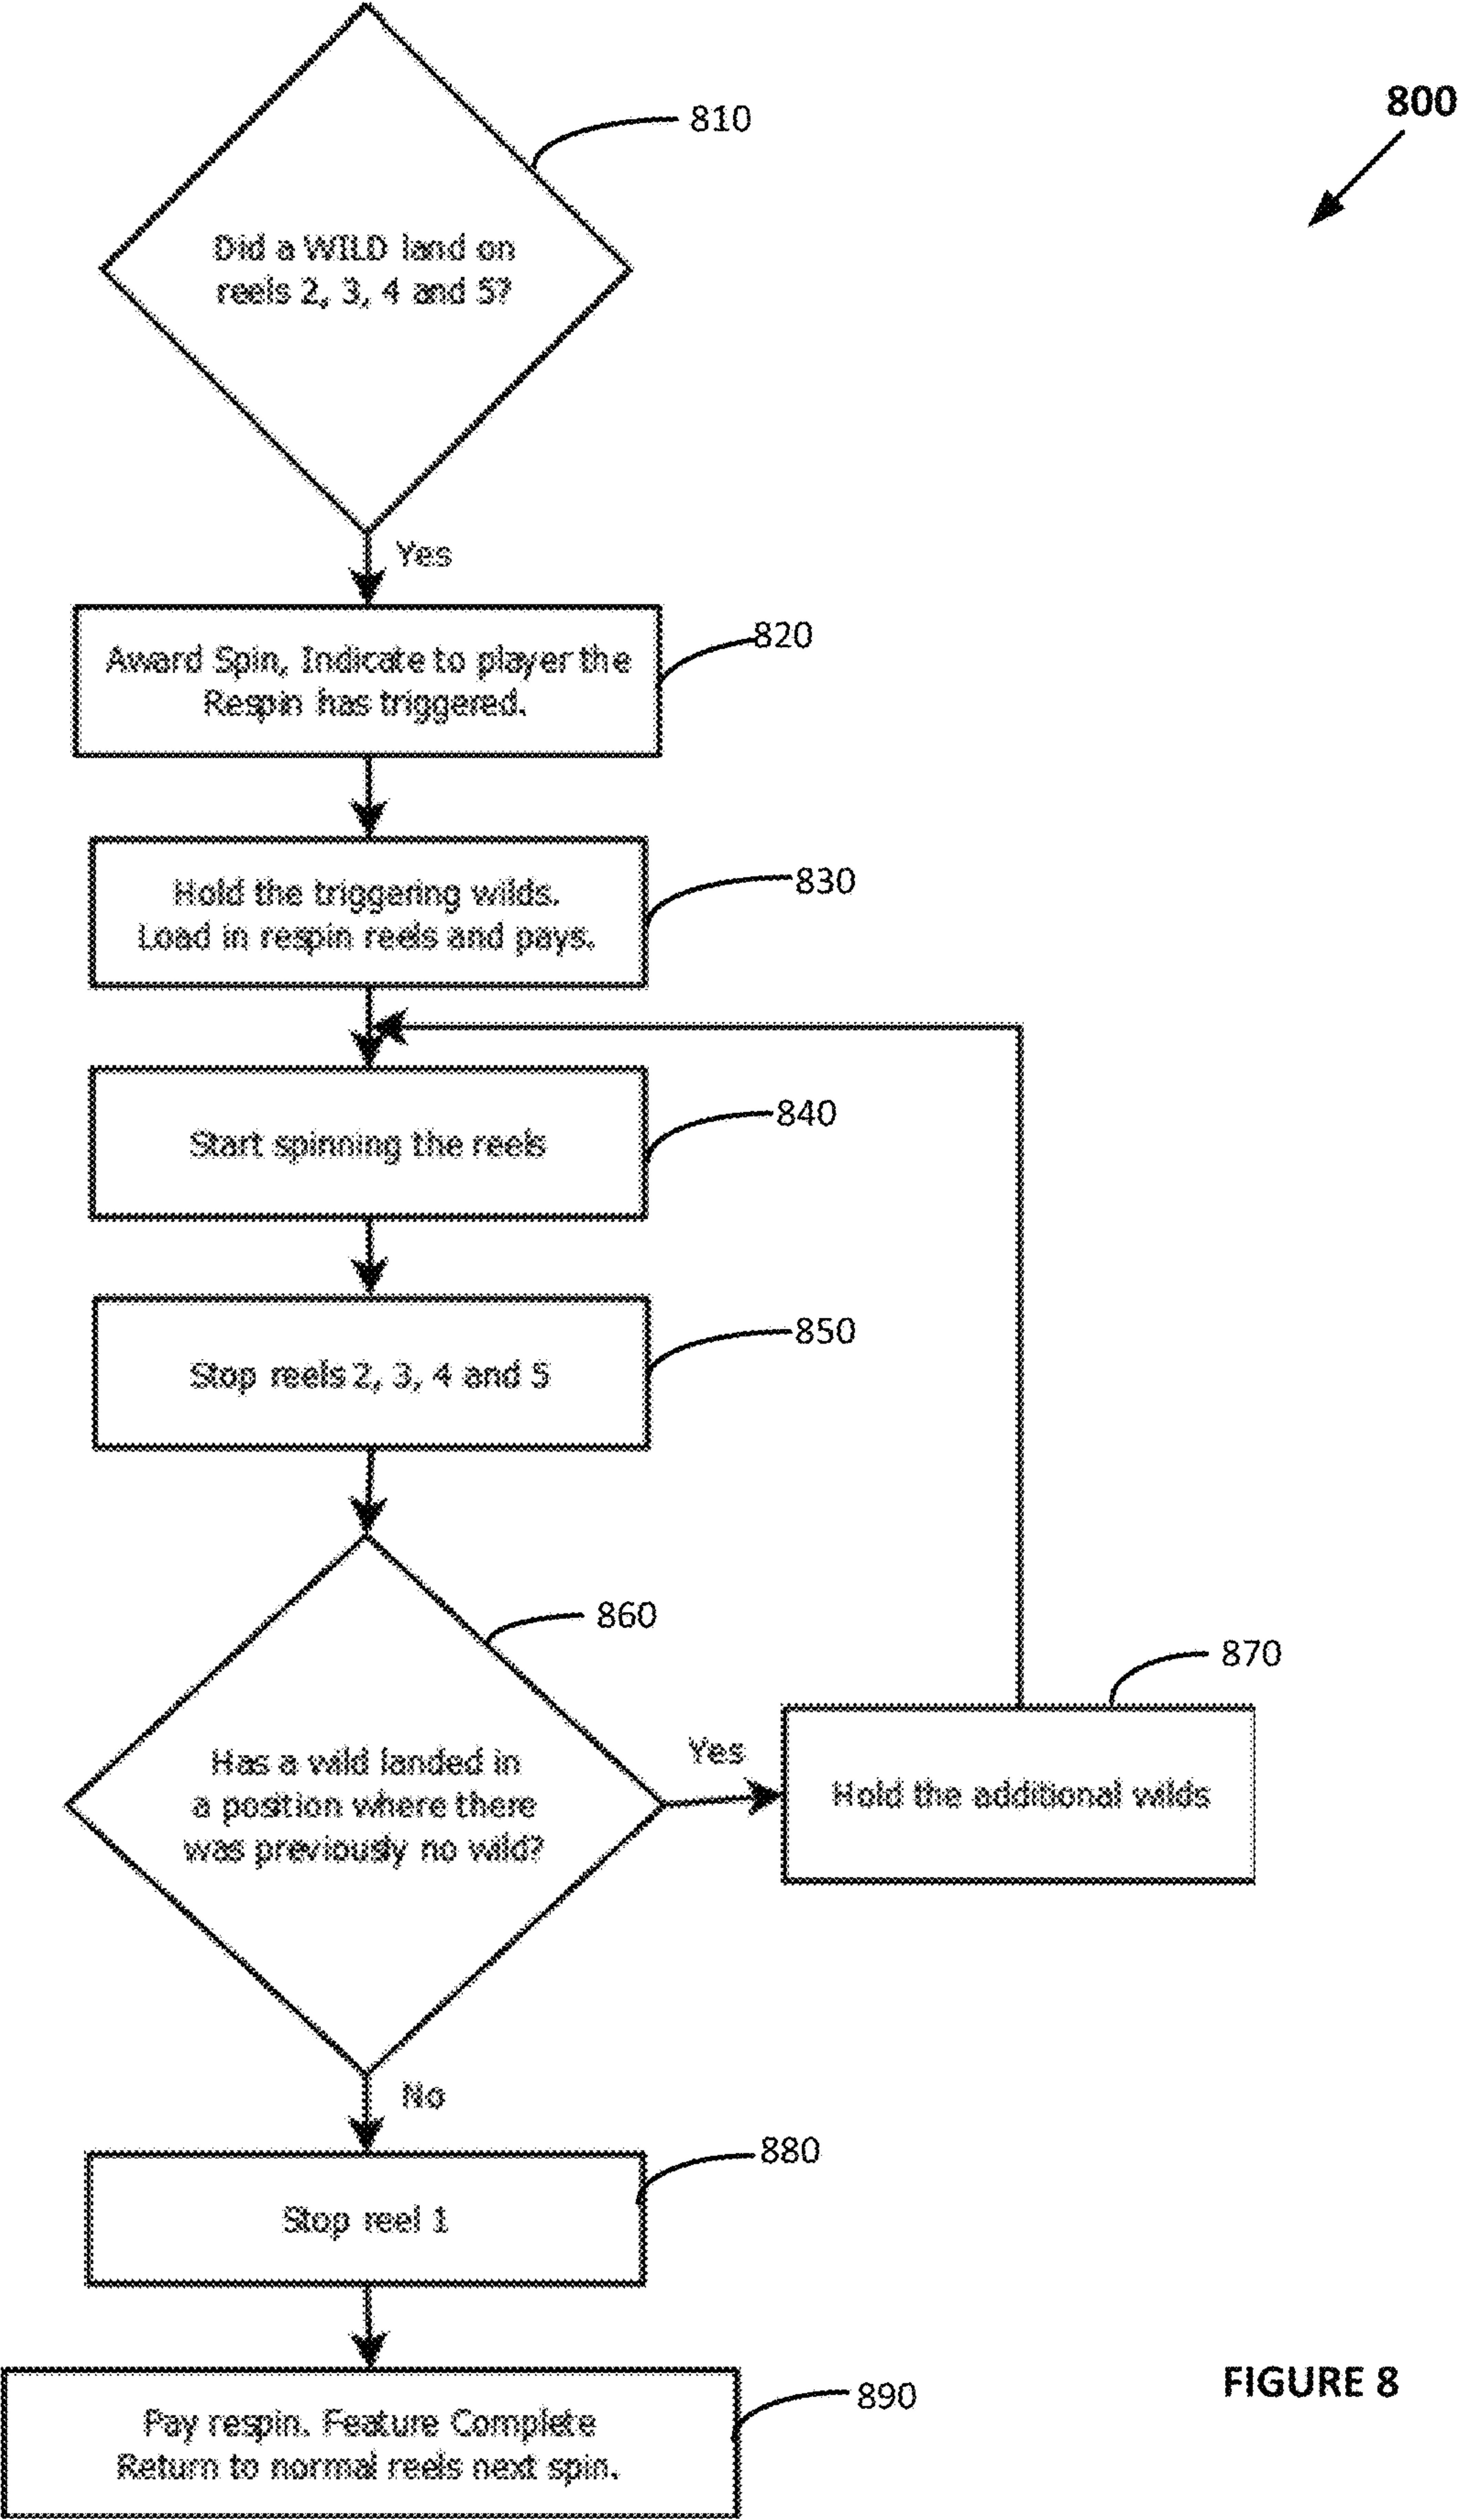 800
810
Did a WILD land on
reels 2, 3, 4 and 5?
Yes
820
Award Spin, Indicate to player the
Respin has triggered.
830
Hold the triggering wilds.
Load in respin reels and pays.
840
Start spinning the reels
850
Stop reels 2, 3, 4 and 5
860
Has a wild landed in
a position where there
was previously no wild?
Yes
870
Hold the additional wilds
No
880
Stop reel 1
890
Pay respin. Feature Complete
Return to normal reels next spin.
FIGURE 8